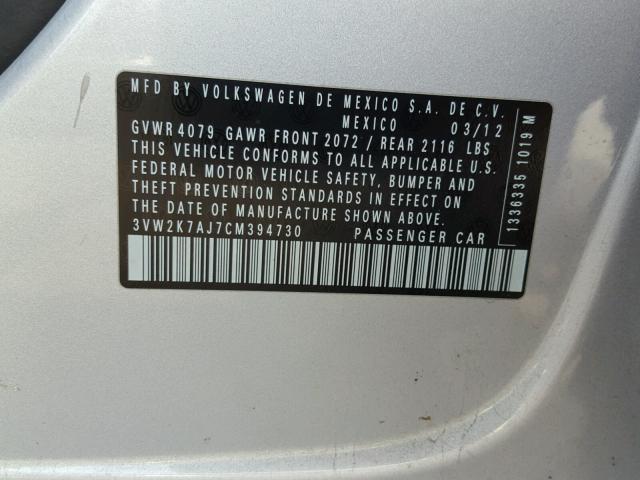 MFD BY VOLKSWAGEN DE MEXICO S.A. DE C.V.
MEXICO 03/12
GVWR 4079 GAWR FRONT 2072 / REAR 2116 LBS
THIS VEHICLE CONFORMS TO ALL APPLICABLE U.S.
FEDERAL MOTOR VEHICLE SAFETY, BUMPER AND
THEFT PREVENTION STANDARDS IN EFFECT ON
THE DATE OF MANUFACTURE SHOWN ABOVE.
3VW2K7AJ7CM394730 PASSENGER CAR
1336335 1019 M